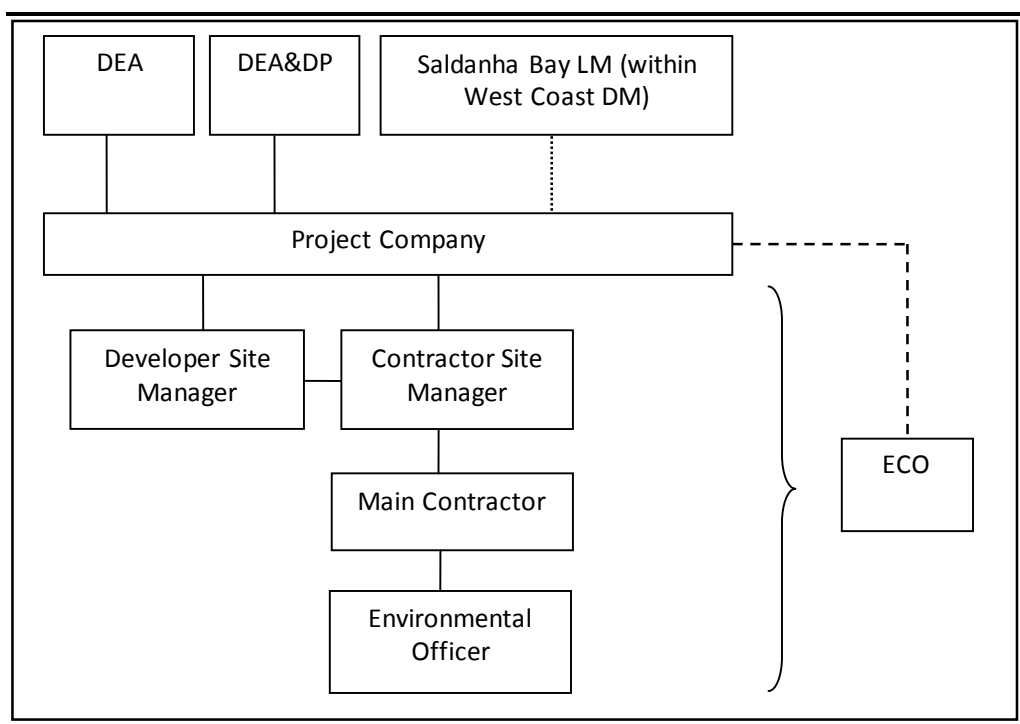 DEA
DEA&DP
Saldanha Bay LM (within
West Coast DM)
Project Company
Developer Site
Manager
Contractor Site
Manager
ECO
Main Contractor
Environmental
Officer